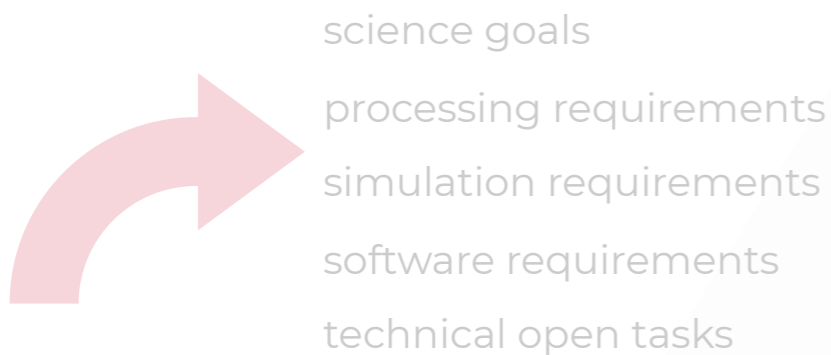 science goals
processing requirements
simulation requirements
software requirements
technical open tasks